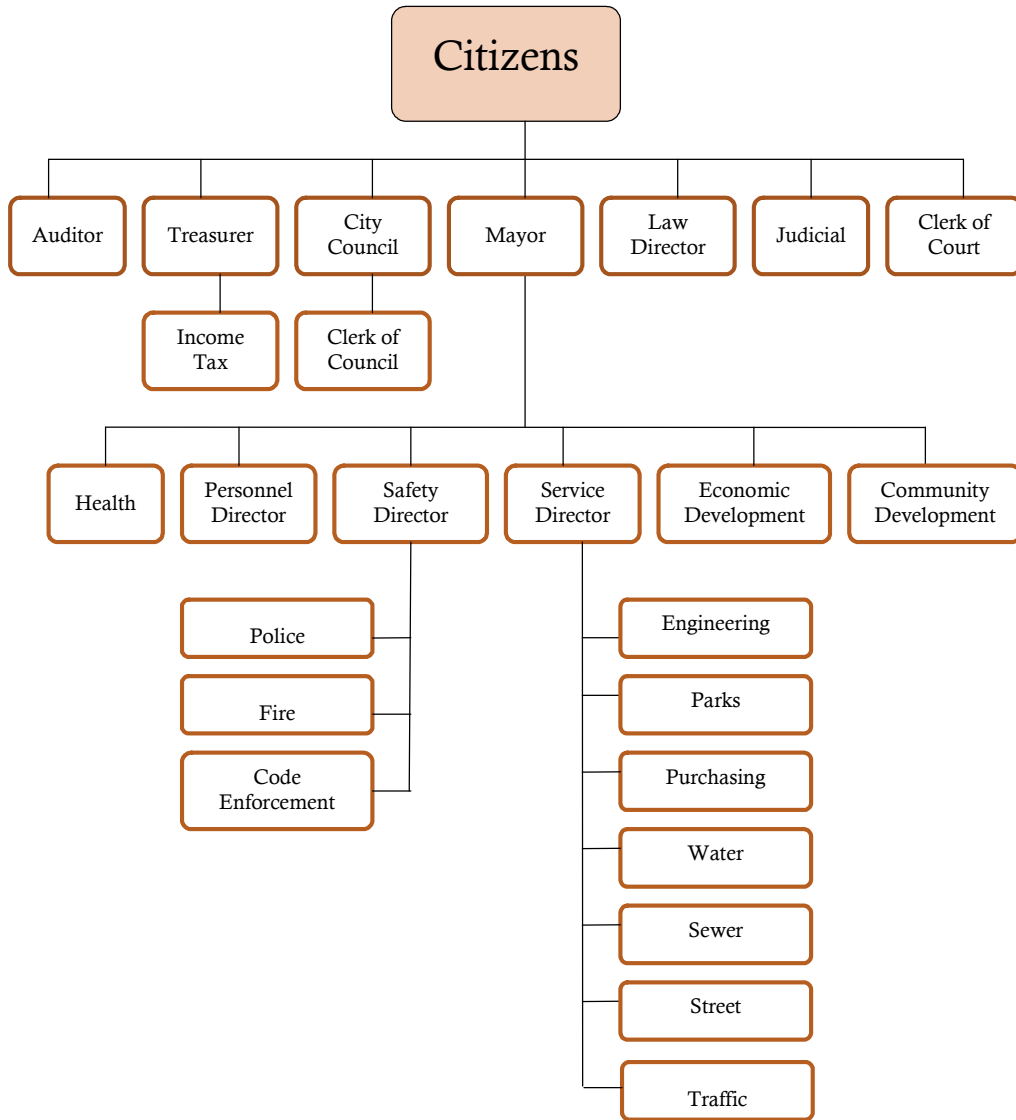 Citizens
Auditor
Treasurer
City
Council
Mayor
Law
Director
Judicial
Clerk of
Court
Income
Tax
Clerk of
Council
Health
Personnel
Director
Safety
Director
Service
Director
Economic
Development
Community
Development
Police
Fire
Code
Enforcement
Engineering
Parks
Purchasing
Water
Sewer
Street
Traffic